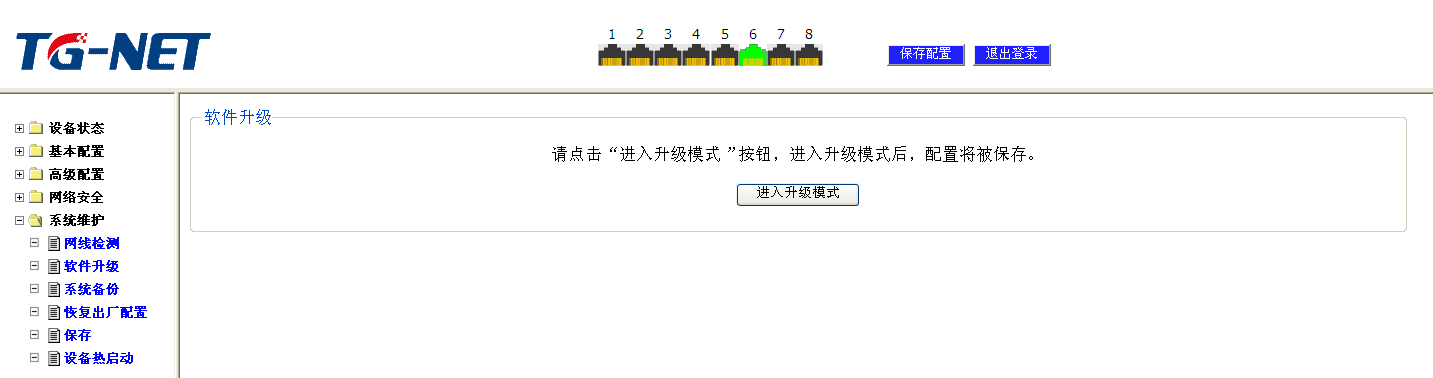 TG-NET
1 2 3 4 5 6 7 8
保存配置 退出登录
设备状态
基本配置
高级配置
网络安全
系统维护
网线检测
软件升级
系统备份
恢复出厂配置
保存
设备热启动
软件升级
请点击“进入升级模式 ”按钮，进入升级模式后，配置将被保存。
进入升级模式